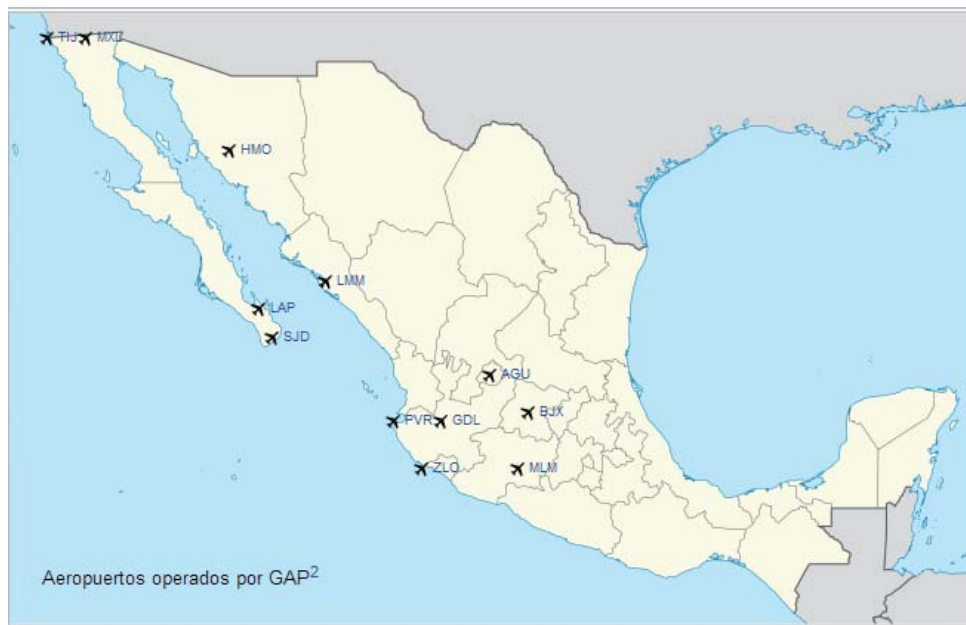 TIJ
MXL
HMO
LMM
LAP
SJD
AGU
BJX
PVR
GDL
ZLO
MLM
Aeropuertos operados por GAP²